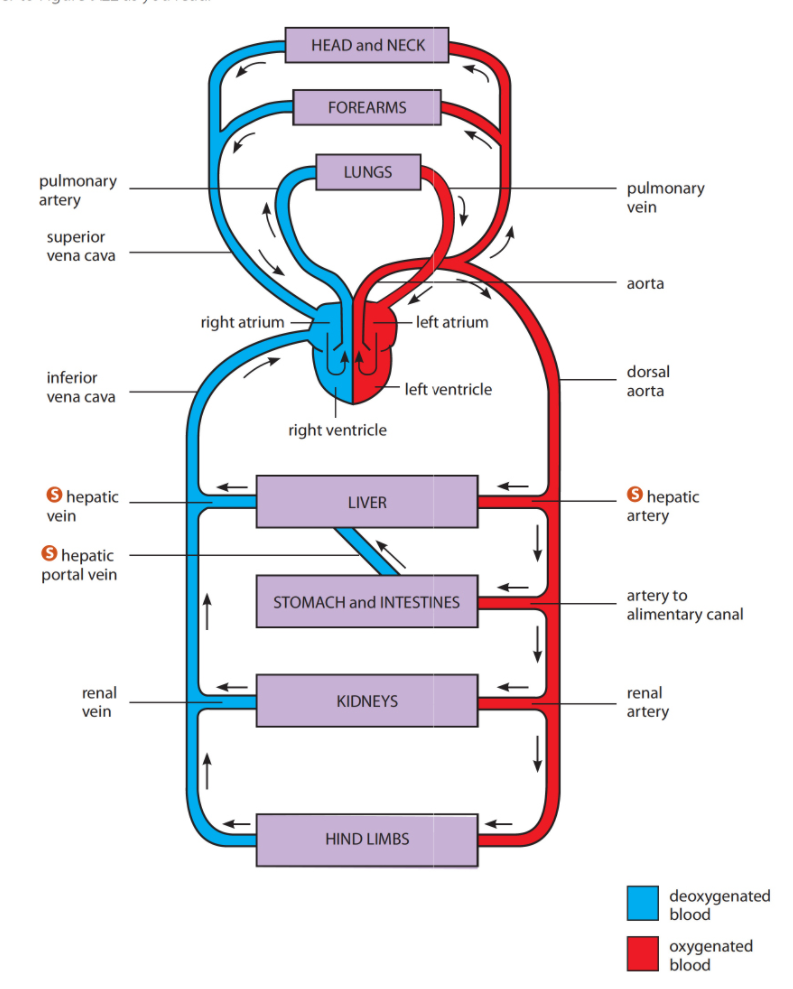 HEAD and NECK
FOREARMS
LUNGS
pulmonary
artery
pulmonary
vein
superior
vena cava
aorta
right atrium
left atrium
inferior
vena cava
left ventricle
dorsal
aorta
right ventricle
S hepatic
vein
LIVER
S hepatic
artery
S hepatic
portal vein
STOMACH and INTESTINES
artery to
alimentary canal
renal
vein
KIDNEYS
renal
artery
HIND LIMBS
deoxygenated
blood
oxygenated
blood